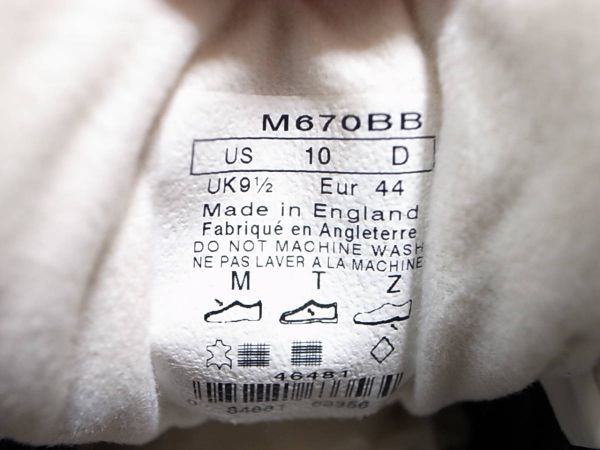 M670BB
US 10 D
UK9½ Eur 44
Made in England
Fabriqué en Angleterre
DO NOT MACHINE WASH
NE PAS LAVER A LA MACHINE
M T Z
46481